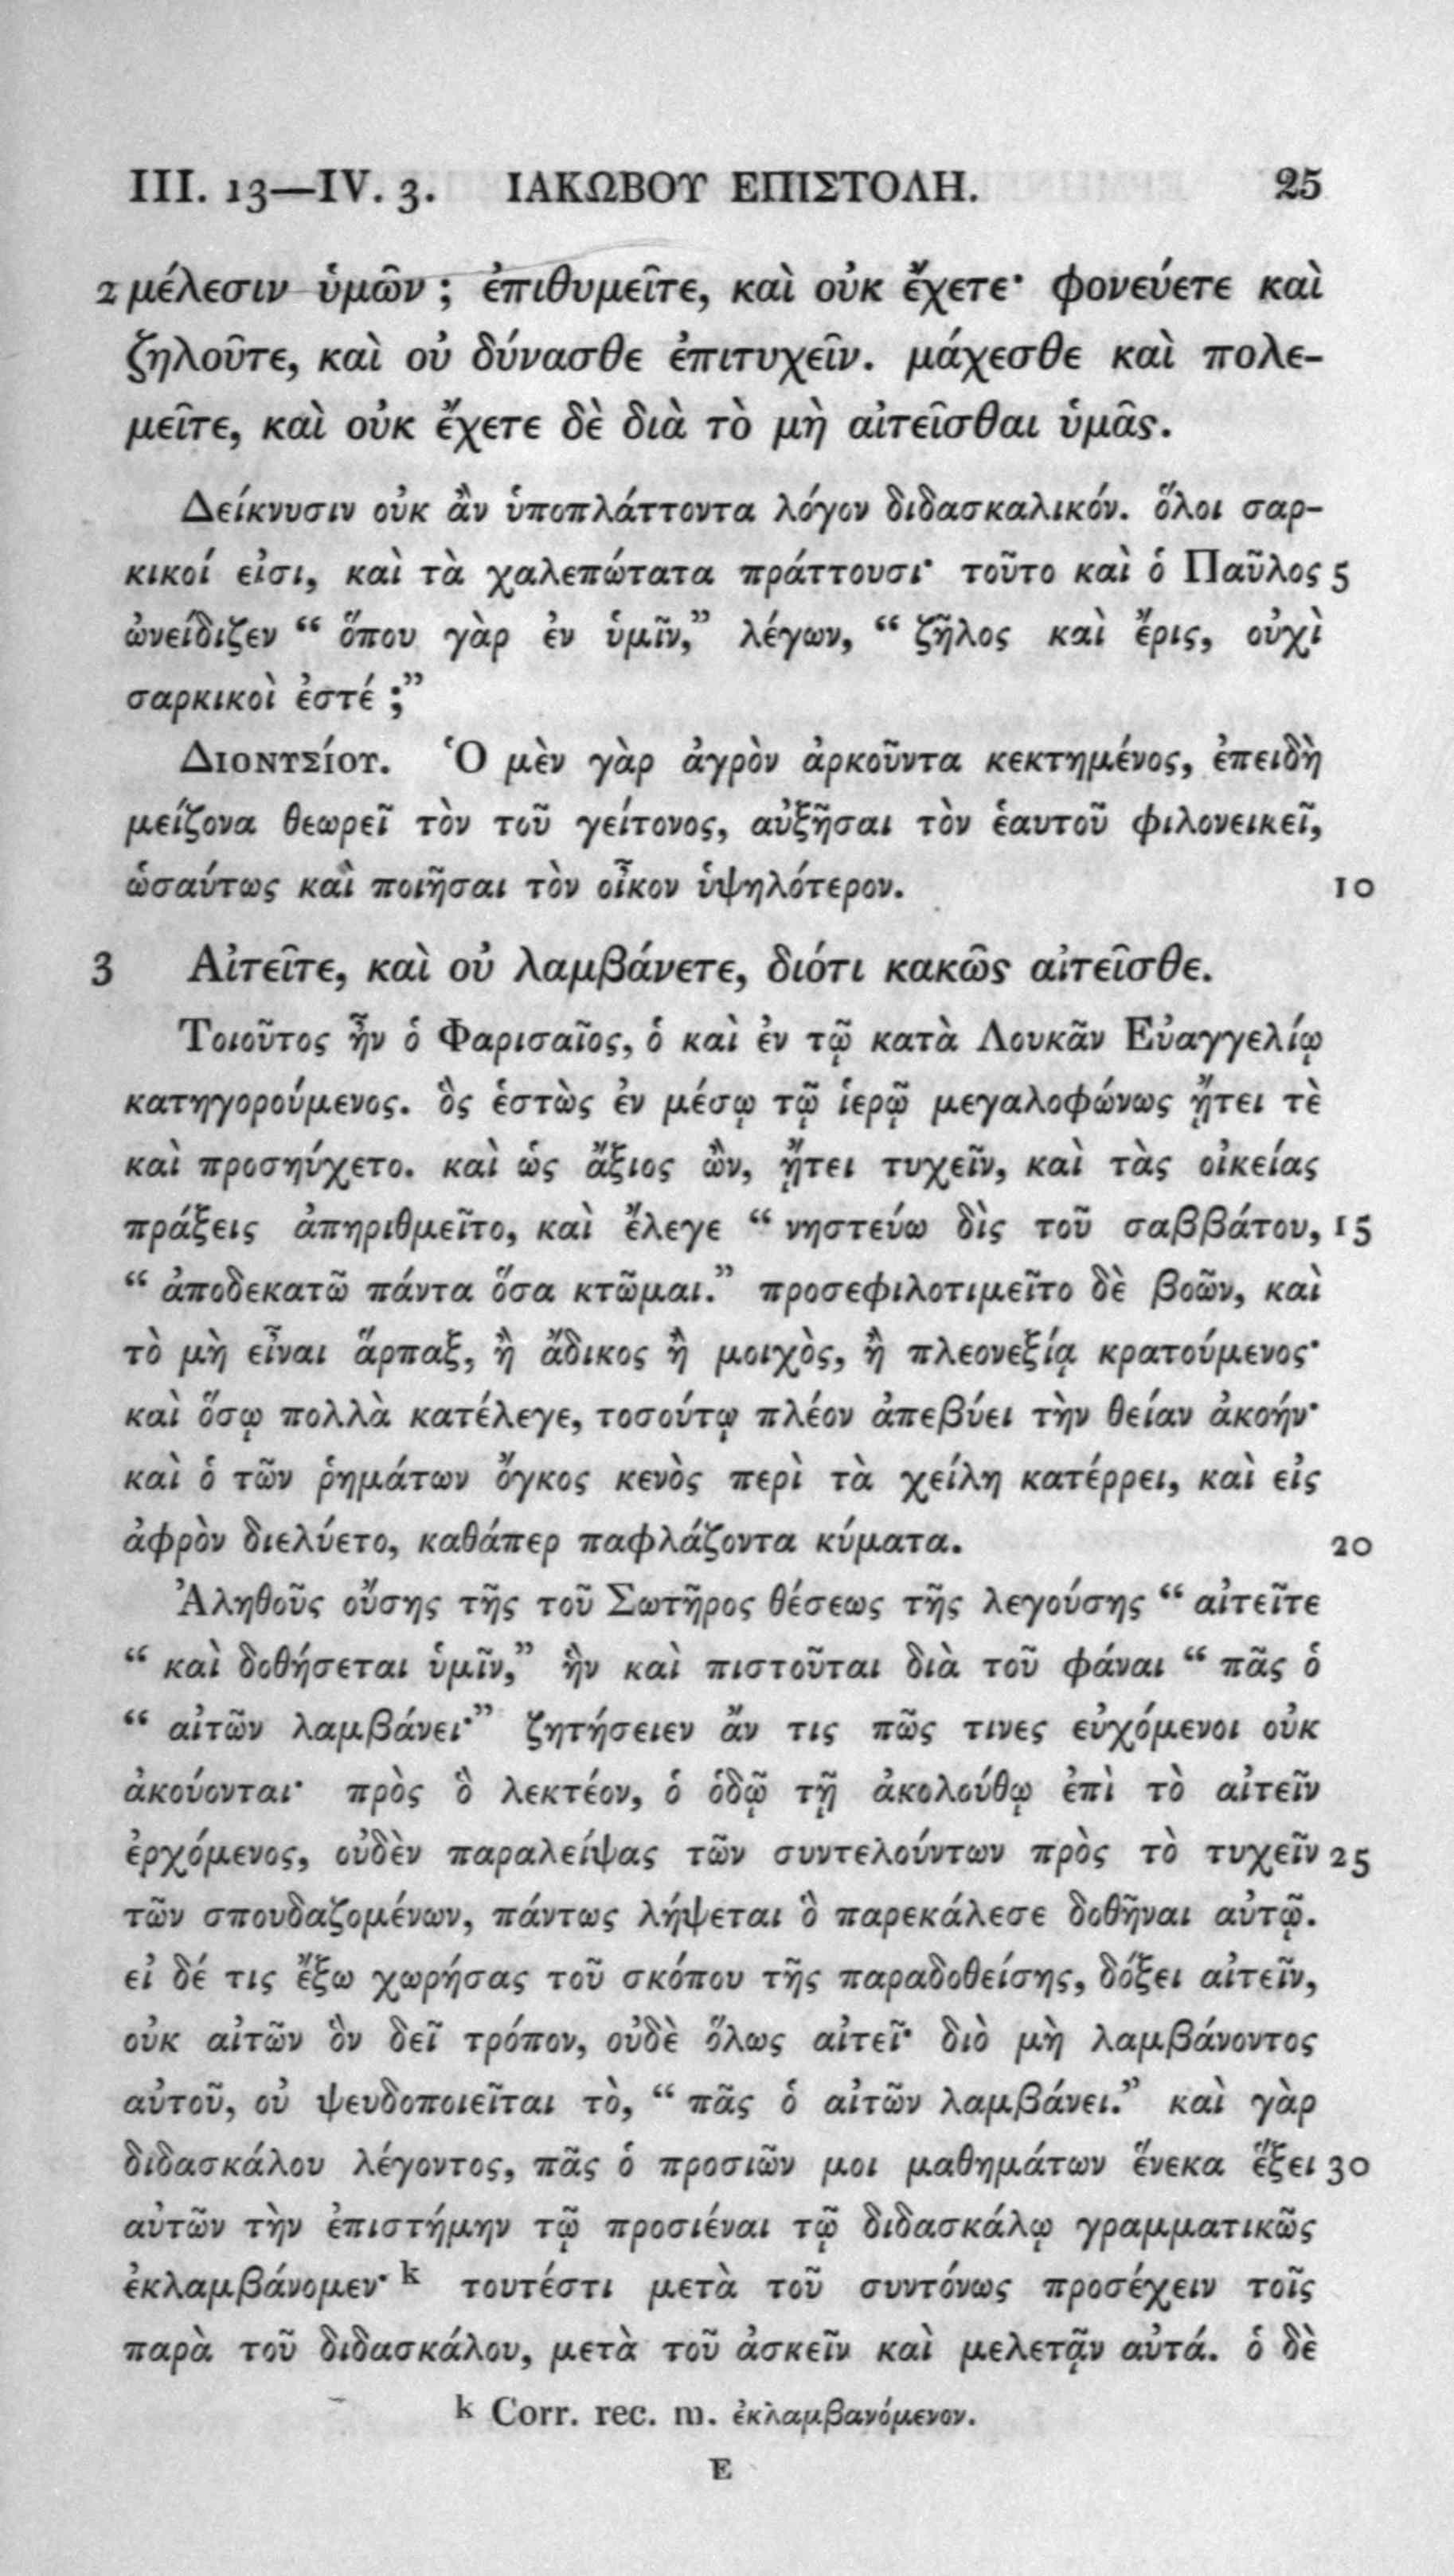 III. 13—IV. 3. ΙΑΚΩΒΟΥ ΕΠΙΣΤΟΛΗ. 25
2 μέλεσιν ὑμῶν ; ἐπιθυμεῖτε, καὶ οὐκ ἔχετε· φονεύετε καὶ
ζηλοῦτε, καὶ οὐ δύνασθε ἐπιτυχεῖν. μάχεσθε καὶ πολε-
μεῖτε, καὶ οὐκ ἔχετε δὲ διὰ τὸ μὴ αἰτεῖσθαι ὑμᾶς.
Δείκνυσιν οὐκ ἂν ὑποπλάττοντα λόγον διδασκαλικόν. ὅλοι σαρ-
κικοί εἰσι, καὶ τὰ χαλεπώτατα πράττουσι· τοῦτο καὶ ὁ Παῦλος 5
ὠνείδιζεν “ ὅπου γὰρ ἐν ὑμῖν,” λέγων, “ ζῆλος καὶ ἔρις, οὐχὶ
σαρκικοὶ ἐστέ ;”
ΔΙΟΝΥΣίΟΥ. Ὁ μὲν γὰρ ἀγρὸν ἀρκοῦντα κεκτημένος, ἐπειδὴ
μείζονα θεωρεῖ τὸν τοῦ γείτονος, αὐξῆσαι τὸν ἑαυτοῦ φιλονεικεῖ,
ὡσαύτως καὶ ποιῆσαι τὸν οἶκον ὑψηλότερον. 10
3 Αἰτεῖτε, καὶ οὐ λαμβάνετε, διότι κακῶς αἰτεῖσθε.
Τοιοῦτος ἦν ὁ Φαρισαῖος, ὁ καὶ ἐν τῷ κατὰ Λουκᾶν Εὐαγγελίῳ
κατηγορούμενος. ὃς ἑστὼς ἐν μέσῳ τῷ ἱερῷ μεγαλοφώνως ᾔτει τὲ
καὶ προσηύχετο. καὶ ὡς ἄξιος ὢν, ᾔτει τυχεῖν, καὶ τὰς οἰκείας
πράξεις ἀπηριθμεῖτο, καὶ ἔλεγε “ νηστεύω δὶς τοῦ σαββάτου, 15
“ ἀποδεκατῶ πάντα ὅσα κτῶμαι.” προσεφιλοτιμεῖτο δὲ βοῶν, καὶ
τὸ μὴ εἶναι ἅρπαξ, ἢ ἄδικος ἢ μοιχὸς, ἢ πλεονεξίᾳ κρατούμενος·
καὶ ὅσῳ πολλὰ κατέλεγε, τοσούτῳ πλέον ἀπεβύει τὴν θείαν ἀκοήν·
καὶ ὁ τῶν ῥημάτων ὄγκος κενὸς περὶ τὰ χείλη κατέρρει, καὶ εἰς
ἀφρὸν διελύετο, καθάπερ παφλάζοντα κύματα. 20
Ἀληθοῦς οὔσης τῆς τοῦ Σωτῆρος θέσεως τῆς λεγούσης “ αἰτεῖτε
“ καὶ δοθήσεται ὑμῖν,” ἣν καὶ πιστοῦται διὰ τοῦ φάναι “ πᾶς ὁ
“ αἰτῶν λαμβάνει·” ζητήσειεν ἄν τις πῶς τινες εὐχόμενοι οὐκ
ἀκούονται· πρὸς ὃ λεκτέον, ὁ ὁδῷ τῇ ἀκολούθῳ ἐπὶ τὸ αἰτεῖν
ἐρχόμενος, οὐδὲν παραλείψας τῶν συντελούντων πρὸς τὸ τυχεῖν 25
τῶν σπουδαζομένων, πάντως λήψεται ὃ παρεκάλεσε δοθῆναι αὐτῷ.
εἰ δέ τις ἔξω χωρήσας τοῦ σκόπου τῆς παραδοθείσης, δόξει αἰτεῖν,
οὐκ αἰτῶν ὃν δεῖ τρόπον, οὐδὲ ὅλως αἰτεῖ· διὸ μὴ λαμβάνοντος
αὐτοῦ, οὐ ψευδοποιεῖται τὸ, “ πᾶς ὁ αἰτῶν λαμβάνει.” καὶ γὰρ
διδασκάλου λέγοντος, πᾶς ὁ προσιῶν μοι μαθημάτων ἕνεκα ἕξει 30
αὐτῶν τὴν ἐπιστήμην τῷ προσιέναι τῷ διδασκάλῳ γραμματικῶς
ἐκλαμβάνομεν· k τουτέστι μετὰ τοῦ συντόνως προσέχειν τοῖς
παρὰ τοῦ διδασκάλου, μετὰ τοῦ ἀσκεῖν καὶ μελετᾷν αὐτά. ὁ δὲ
k Corr. rec. m. ἐκλαμβανόμενον.
E